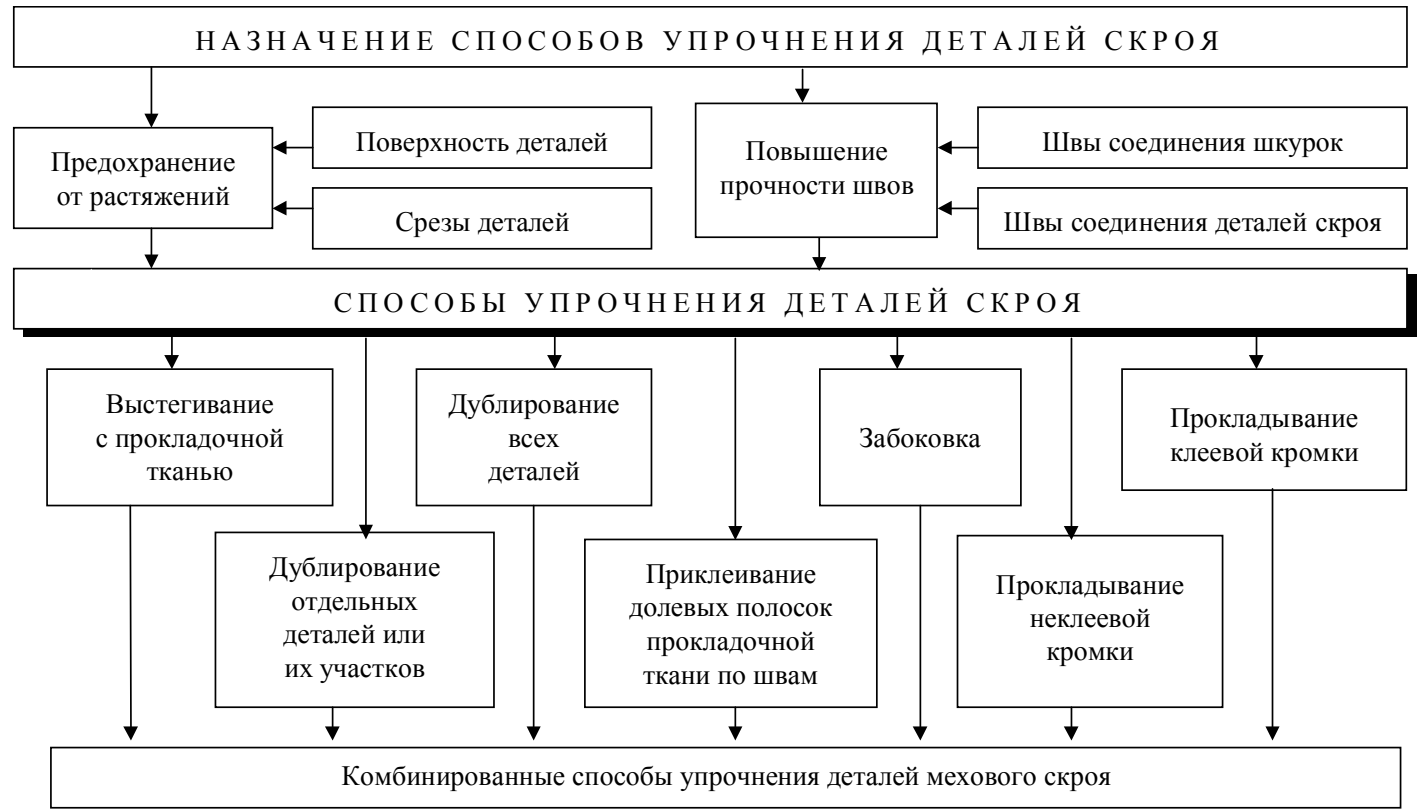 НАЗНАЧЕНИЕ СПОСОБОВ УПРОЧНЕНИЯ ДЕТАЛЕЙ СКРОЯ
Предохранение
от растяжений
Поверхность деталей
Срезы деталей
Повышение
прочности швов
Швы соединения шкурок
Швы соединения деталей скроя
СПОСОБЫ УПРОЧНЕНИЯ ДЕТАЛЕЙ СКРОЯ
Выстегивание
с прокладочной
тканью
Дублирование
всех
деталей
Забоковка
Прокладывание
клеевой кромки
Дублирование
отдельных
деталей или
их участков
Приклеивание
долевых полосок
прокладочной
ткани по швам
Прокладывание
неклеевой
кромки
Комбинированные способы упрочнения деталей мехового скроя